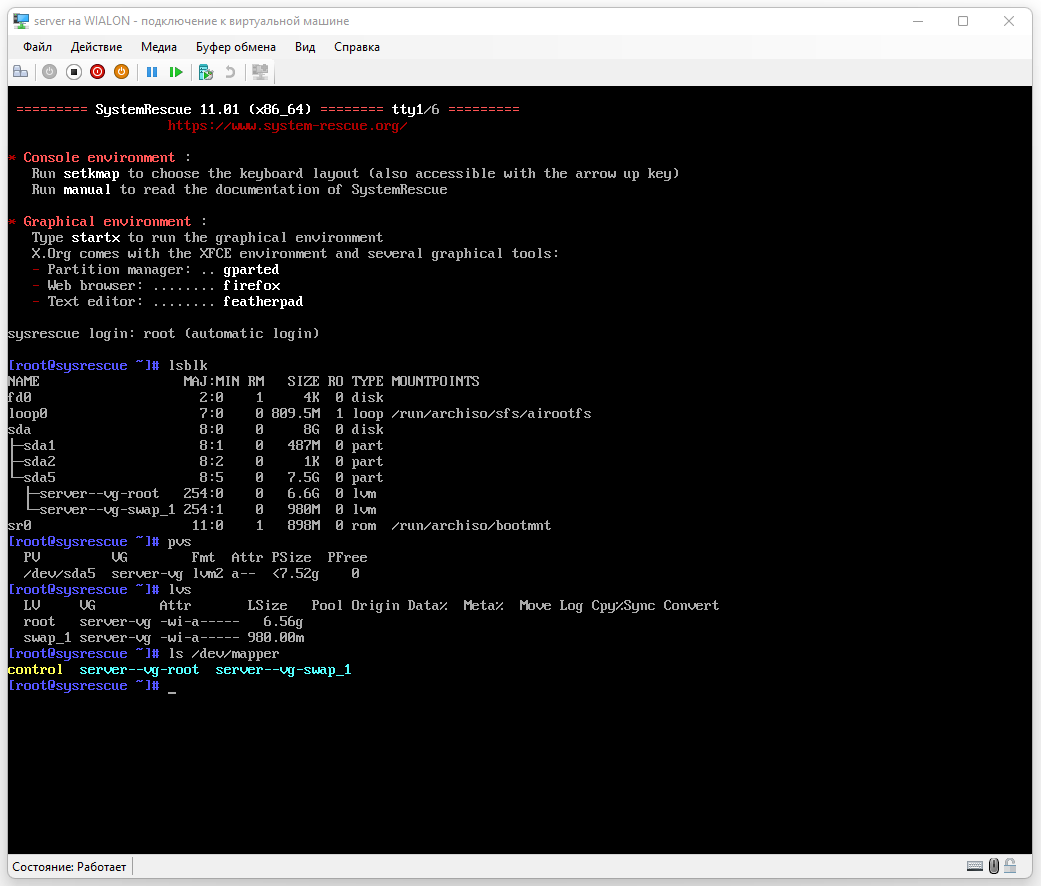 server на WIALON - подключение к виртуальной машине
Файл Действие Медиа Буфер обмена Вид Справка
========= SystemRescue 11.01 (x86_64) ======== tty1/6 =========
https://www.system-rescue.org/
* Console environment :
Run setkmap to choose the keyboard layout (also accessible with the arrow up key)
Run manual to read the documentation of SystemRescue
* Graphical environment :
Type startx to run the graphical environment
X.Org comes with the XFCE environment and several graphical tools:
- Partition manager: .. gparted
- Web browser: ........ firefox
- Text editor: ........ featherpad
sysrescue login: root (automatic login)
[root@sysrescue ~]# lsblk
NAME MAJ:MIN RM SIZE RO TYPE MOUNTPOINTS
fd0 2:0 1 4K 0 disk
loop0 7:0 0 809.5M 1 loop /run/archiso/sfs/airootfs
sda 8:0 0 8G 0 disk
├─sda1 8:1 0 487M 0 part
├─sda2 8:2 0 1K 0 part
└─sda5 8:5 0 7.5G 0 part
├─server--vg-root 254:0 0 6.6G 0 lvm
└─server--vg-swap_1 254:1 0 980M 0 lvm
sr0 11:0 1 898M 0 rom /run/archiso/bootmnt
[root@sysrescue ~]# pvs
PV VG Fmt Attr PSize PFree
/dev/sda5 server-vg lvm2 a-- <7.52g 0
[root@sysrescue ~]# lvs
LV VG Attr LSize Pool Origin Data% Meta% Move Log Cpy%Sync Convert
root server-vg -wi-a----- 6.56g
swap_1 server-vg -wi-a----- 980.00m
[root@sysrescue ~]# ls /dev/mapper
control server--vg-root server--vg-swap_1
[root@sysrescue ~]# _
Состояние: Работает